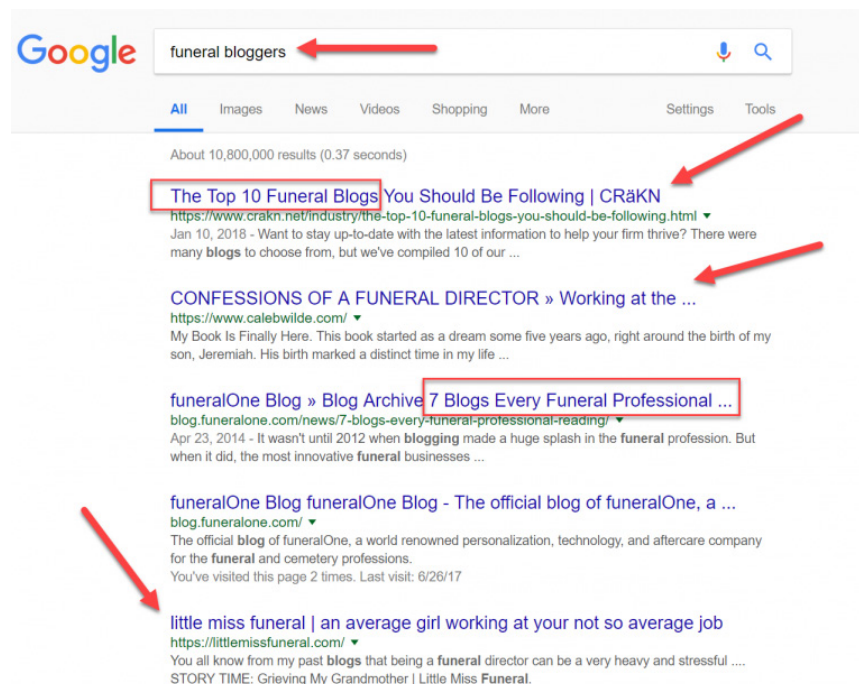 Google
funeral bloggers
All Images News Videos Shopping More Settings Tools
About 10,800,000 results (0.37 seconds)
The Top 10 Funeral Blogs You Should Be Following | CRäKN
https://www.crakn.net/industry/the-top-10-funeral-blogs-you-should-be-following.html
Jan 10, 2018 - Want to stay up-to-date with the latest information to help your firm thrive? There were
many blogs to choose from, but we've compiled 10 of our ...
CONFESSIONS OF A FUNERAL DIRECTOR » Working at the ...
https://www.calebwilde.com/
My Book Is Finally Here. This book started as a dream some five years ago, right around the birth of my
son, Jeremiah. His birth marked a distinct time in my life ...
funeralOne Blog » Blog Archive 7 Blogs Every Funeral Professional ...
blog.funeralone.com/news/7-blogs-every-funeral-professional-reading/
Apr 23, 2014 - It wasn't until 2012 when blogging made a huge splash in the funeral profession. But
when it did, the most innovative funeral businesses ...
funeralOne Blog funeralOne Blog - The official blog of funeralOne, a ...
blog.funeralone.com/
The official blog of funeralOne, a world renowned personalization, technology, and aftercare company
for the funeral and cemetery professions.
You've visited this page 2 times. Last visit: 6/26/17
little miss funeral | an average girl working at your not so average job
https://littlemissfuneral.com/
You all know from my past blogs that being a funeral director can be a very heavy and stressful ....
STORY TIME: Grieving My Grandmother | Little Miss Funeral.